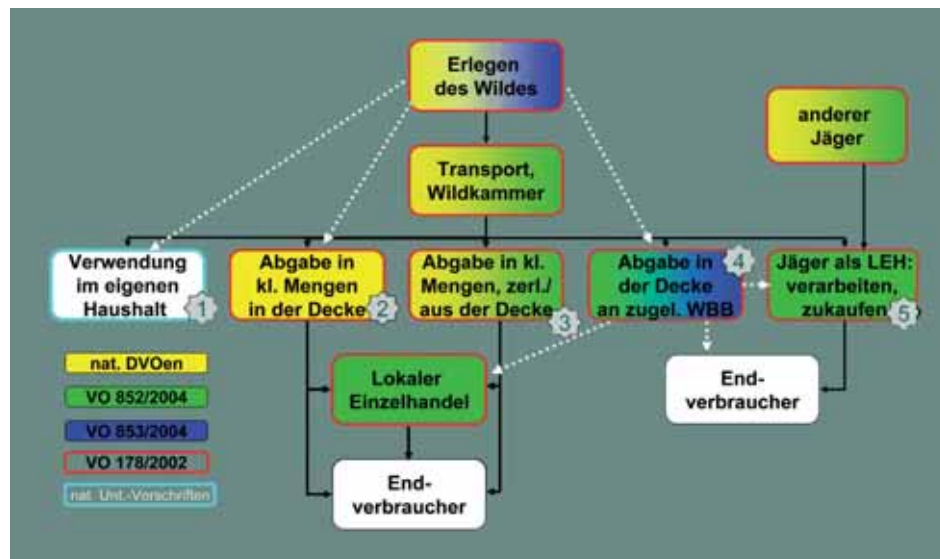 Erlegen
des Wildes
anderer
Jäger
Transport,
Wildkammer
Verwendung
im eigenen
Haushalt
1
Abgabe in
kl. Mengen
in der Decke
2
Abgabe in kl.
Mengen, zerl./
aus der Decke
3
Abgabe in
der Decke
an zugel. WBB
4
Jäger als LEH:
verarbeiten,
zukaufen
5
nat. DVOen
VO 852/2004
VO 853/2004
VO 178/2002
nat. Unt.-Vorschriften
Lokaler
Einzelhandel
End-
verbraucher
End-
verbraucher